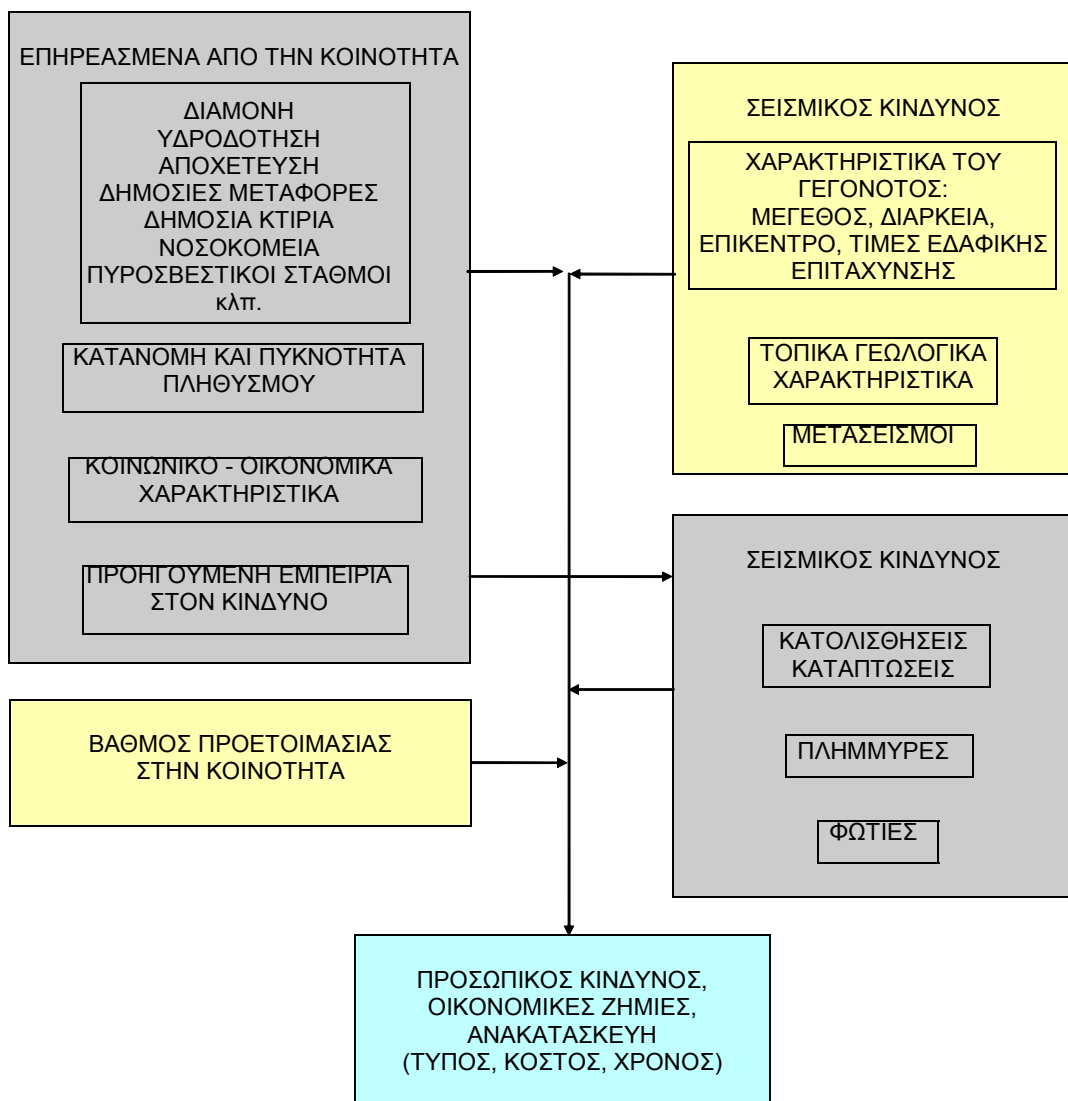 ΕΠΗΡΕΑΣΜΕΝΑ ΑΠΟ ΤΗΝ ΚΟΙΝΟΤΗΤΑ
ΔΙΑΜΟΝΗ
ΥΔΡΟΔΟΤΗΣΗ
ΑΠΟΧΕΤΕΥΣΗ
ΔΗΜΟΣΙΕΣ ΜΕΤΑΦΟΡΕΣ
ΔΗΜΟΣΙΑ ΚΤΙΡΙΑ
ΝΟΣΟΚΟΜΕΙΑ
ΠΥΡΟΣΒΕΣΤΙΚΟΙ ΣΤΑΘΜΟΙ
κλπ.
ΚΑΤΑΝΟΜΗ ΚΑΙ ΠΥΚΝΟΤΗΤΑ
ΠΛΗΘΥΣΜΟΥ
ΚΟΙΝΩΝΙΚΟ - ΟΙΚΟΝΟΜΙΚΑ
ΧΑΡΑΚΤΗΡΙΣΤΙΚΑ
ΠΡΟΗΓΟΥΜΕΝΗ ΕΜΠΕΙΡΙΑ
ΣΤΟΝ ΚΙΝΔΥΝΟ
ΒΑΘΜΟΣ ΠΡΟΕΤΟΙΜΑΣΙΑΣ
ΣΤΗΝ ΚΟΙΝΟΤΗΤΑ
ΣΕΙΣΜΙΚΟΣ ΚΙΝΔΥΝΟΣ
ΧΑΡΑΚΤΗΡΙΣΤΙΚΑ ΤΟΥ
ΓΕΓΟΝΟΤΟΣ:
ΜΕΓΕΘΟΣ, ΔΙΑΡΚΕΙΑ,
ΕΠΙΚΕΝΤΡΟ, ΤΙΜΕΣ ΕΔΑΦΙΚΗΣ
ΕΠΙΤΑΧΥΝΣΗΣ
ΤΟΠΙΚΑ ΓΕΩΛΟΓΙΚΑ
ΧΑΡΑΚΤΗΡΙΣΤΙΚΑ
ΜΕΤΑΣΕΙΣΜΟΙ
ΣΕΙΣΜΙΚΟΣ ΚΙΝΔΥΝΟΣ
ΚΑΤΟΛΙΣΘΗΣΕΙΣ
ΚΑΤΑΠΤΩΣΕΙΣ
ΠΛΗΜΜΥΡΕΣ
ΦΩΤΙΕΣ
ΠΡΟΣΩΠΙΚΟΣ ΚΙΝΔΥΝΟΣ,
ΟΙΚΟΝΟΜΙΚΕΣ ΖΗΜΙΕΣ,
ΑΝΑΚΑΤΑΣΚΕΥΗ
(ΤΥΠΟΣ, ΚΟΣΤΟΣ, ΧΡΟΝΟΣ)